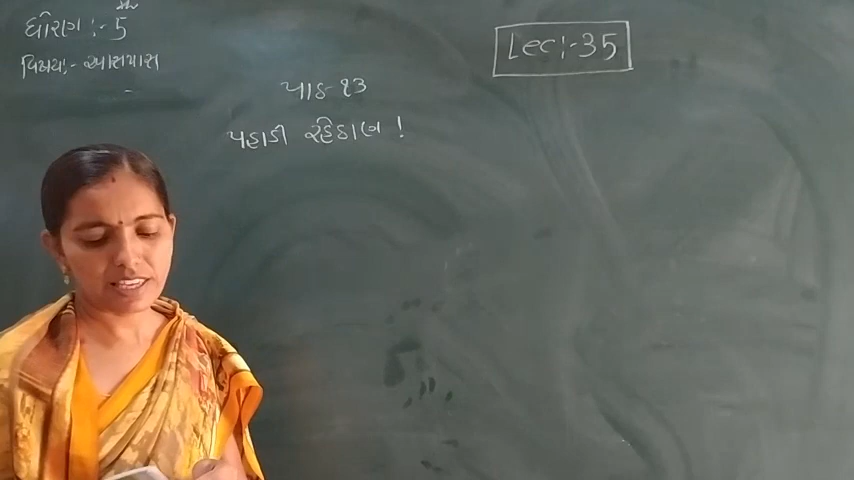 ધોરણ :- 5
વિષય:- આસપાસ
Lec:-35
પાઠ-૧૩
પહાડી રહેઠાણ !